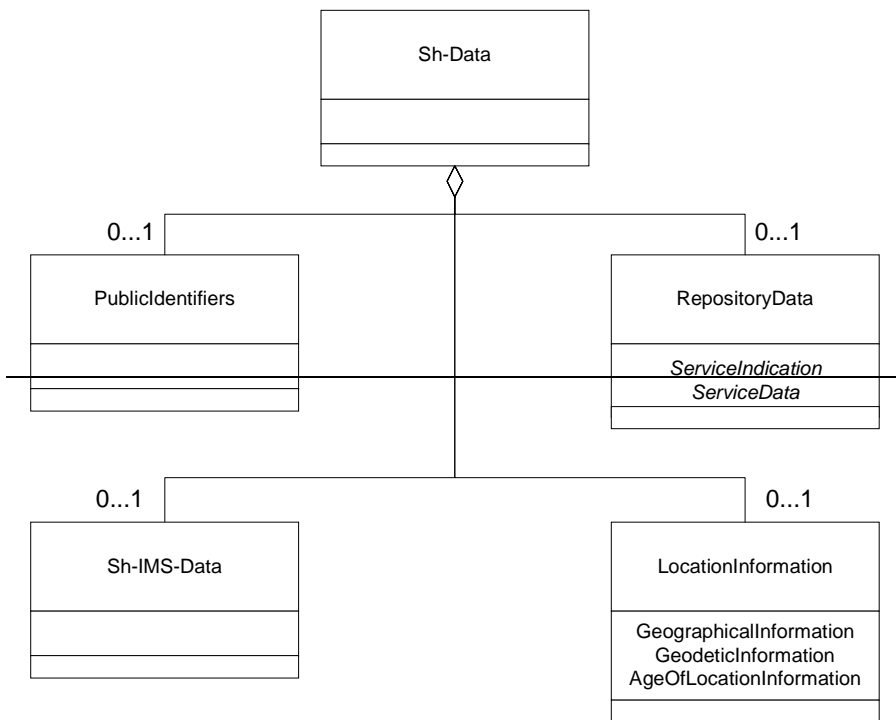 Sh-Data
0...1
0...1
PublicIdentifiers
RepositoryData
ServiceIndication
ServiceData
0...1
0...1
Sh-IMS-Data
LocationInformation
GeographicalInformation
GeodeticInformation
AgeOfLocationInformation